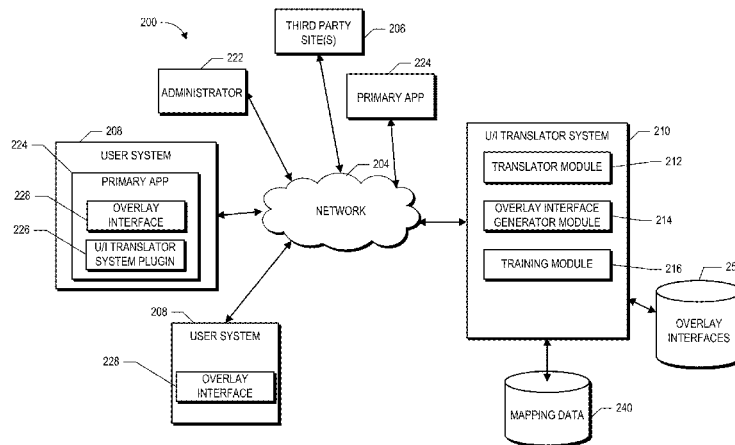 THIRD PARTY
SITE(S)
206
200
222
ADMINISTRATOR
224
PRIMARY APP
208
USER SYSTEM
224
PRIMARY APP
228
OVERLAY
INTERFACE
226
U/I TRANSLATOR
SYSTEM PLUGIN
204
NETWORK
U/I TRANSLATOR SYSTEM
210
TRANSLATOR MODULE
212
OVERLAY INTERFACE
GENERATOR MODULE
214
TRAINING MODULE
216
25
OVERLAY
INTERFACES
208
USER SYSTEM
228
OVERLAY
INTERFACE
MAPPING DATA
240